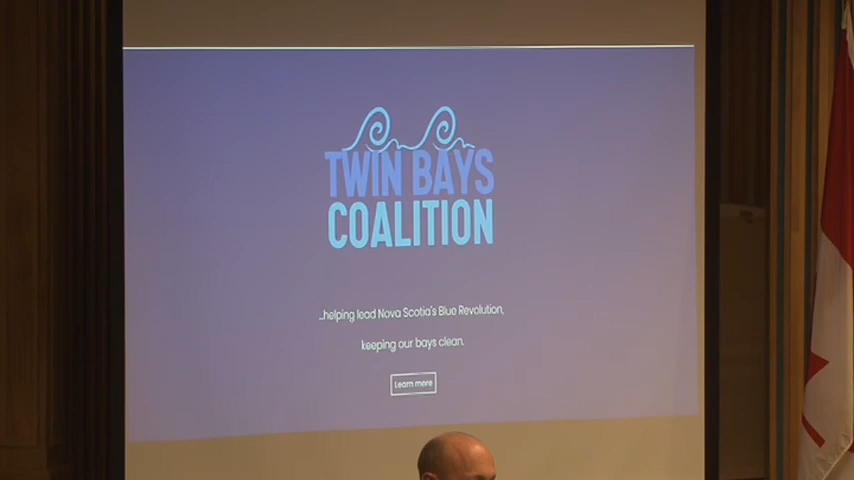 TWIN BAYS
COALITION
...helping lead Nova Scotia's Blue Revolution,
keeping our bays clean.
Learn more